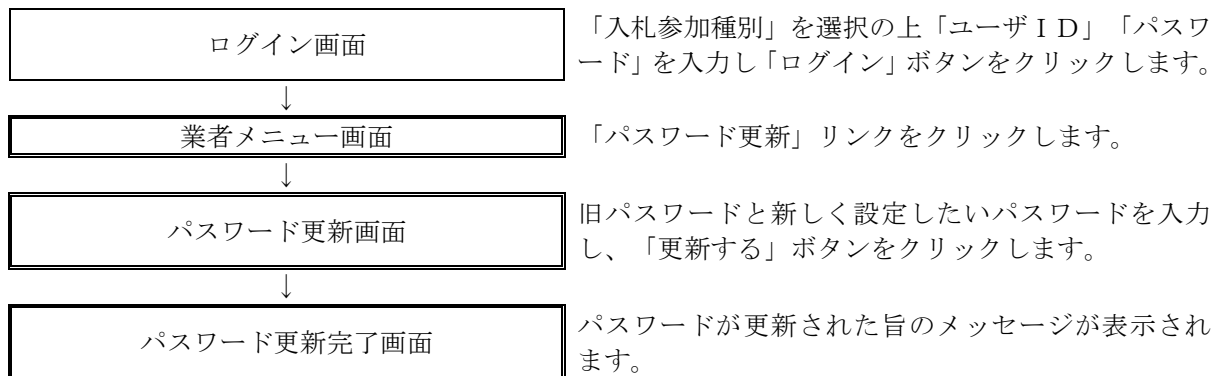 ログイン画面
「入札参加種別」を選択の上「ユーザＩＤ」「パスワ
ード」を入力し「ログイン」ボタンをクリックします。
↓
業者メニュー画面
「パスワード更新」リンクをクリックします。
↓
パスワード更新画面
旧パスワードと新しく設定したいパスワードを入力
し、「更新する」ボタンをクリックします。
↓
パスワード更新完了画面
パスワードが更新された旨のメッセージが表示され
ます。